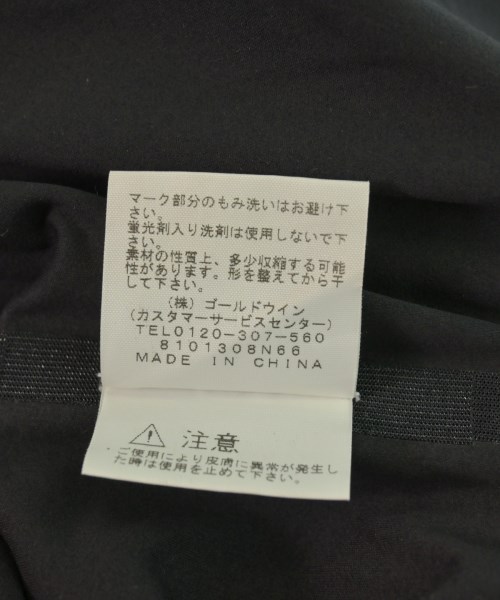 マーク部分のもみ洗いはお避け下
さい。
蛍光剤入り洗剤は使用しないで下
さい。
素材の性質上、多少収縮する可能
性があります。形を整えてから干
して下さい。
(株) ゴールドウイン
(カスタマーサービスセンター)
TEL0120-307-560
8101308N66
MADE IN CHINA
注意
ご使用により皮膚に異常が発生し
た時は使用を止めて下さい。